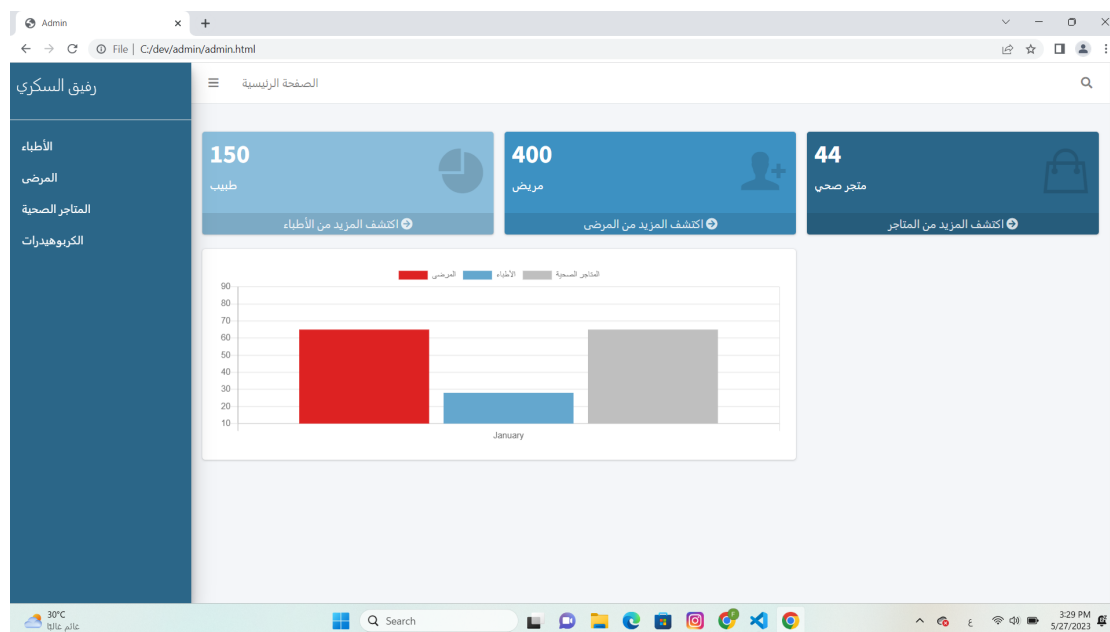 Admin
File | C:/dev/admin/admin.html
رفيق السكري
الصفحة الرئيسية
الأطباء
المرضى
المتاجر الصحية
الكربوهيدرات
150
طبيب
اكتشف المزيد من الأطباء
400
مريض
اكتشف المزيد من المرضى
44
متجر صحي
اكتشف المزيد من المتاجر
المرضى الأطباء المتاجر الصحية
90
80
70
60
50
40
30
20
10
January
30°C
غائم غالبًا
Search
F
ع
3:29 PM
5/27/2023